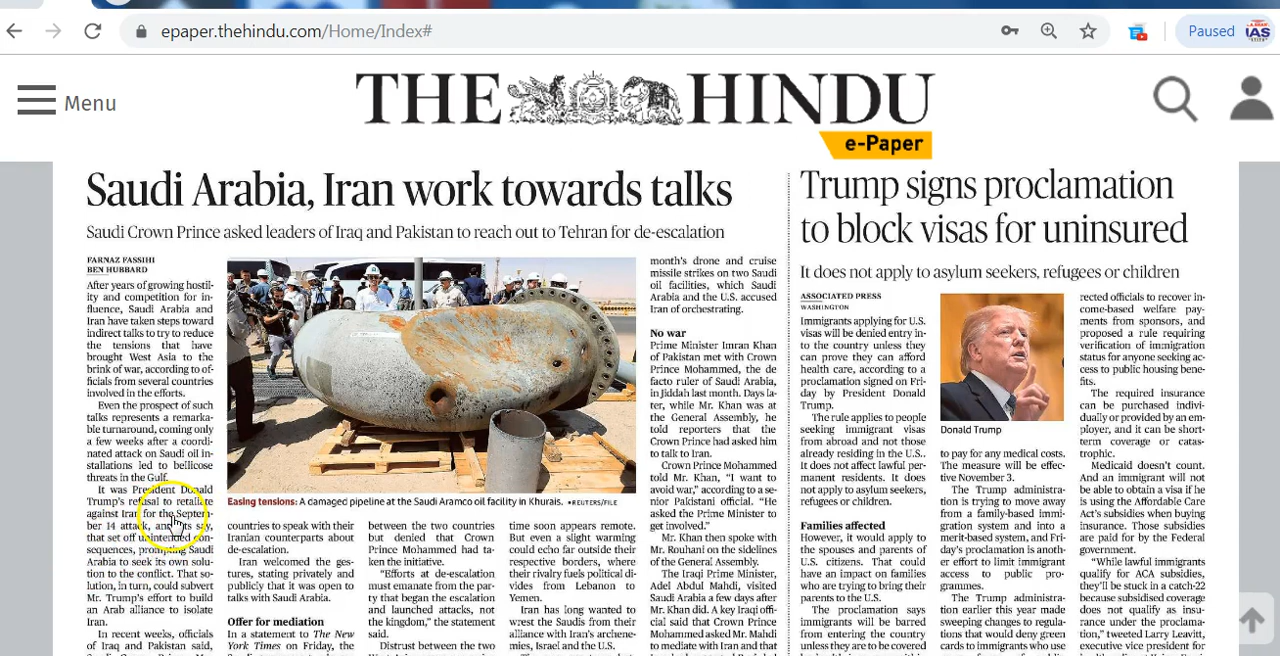 epaper.thehindu.com/Home/Index#
Paused
IAS
Menu
THE HINDU
e-Paper
Saudi Arabia, Iran work towards talks
Saudi Crown Prince asked leaders of Iraq and Pakistan to reach out to Tehran for de-escalation
FARNAZ FASSIHI
BEN HUBBARD
After years of growing hostil-
ity and competition for in-
fluence, Saudi Arabia and
Iran have taken steps toward
indirect talks to try to reduce
the tensions that have
brought West Asia to the
brink of war, according to of-
ficials from several countries
involved in the efforts.
Even the prospect of such
talks represents a remarka-
ble turnaround, coming only
a few weeks after a coordi-
nated attack on Saudi oil in-
stallations led to bellicose
threats in the Gulf.
It was President Donald
Trump's refusal to retaliate
against Iran for the Septem-
ber 14 attack, and its say,
that set off unintended con-
sequences, prompting Saudi
Arabia to seek its own solu-
tion to the conflict. That so-
lution, in turn, could subvert
Mr. Trump's effort to build
an Arab alliance to isolate
Iran.
In recent weeks, officials
of Iraq and Pakistan said,
Easing tensions: A damaged pipeline at the Saudi Aramco oil facility in Khurais. •REUTERS/FILE
countries to speak with their
Iranian counterparts about
de-escalation.
Iran welcomed the ges-
tures, stating privately and
publicly that it was open to
talks with Saudi Arabia.
Offer for mediation
In a statement to The New
York Times on Friday, the
between the two countries
but denied that Crown
Prince Mohammed had ta-
ken the initiative.
"Efforts at de-escalation
must emanate from the par-
ty that began the escalation
and launched attacks, not
the kingdom," the statement
said.
Distrust between the two
time soon appears remote.
But even a slight warming
could echo far outside their
respective borders, where
their rivalry fuels political di-
vides from Lebanon to
Yemen.
Iran has long wanted to
wrest the Saudis from their
alliance with Iran's archene-
mies, Israel and the U.S.
month's drone and cruise
missile strikes on two Saudi
oil facilities, which Saudi
Arabia and the U.S. accused
Iran of orchestrating.
No war
Prime Minister Imran Khan
of Pakistan met with Crown
Prince Mohammed, the de
facto ruler of Saudi Arabia,
in Jiddah last month. Days la-
ter, while Mr. Khan was at
the General Assembly, he
told reporters that the
Crown Prince had asked him
to talk to Iran.
Crown Prince Mohammed
told Khan, "I want to
avoid war," according to a se-
nior Pakistani official. "He
asked the Prime Minister to
get involved."
Mr. Khan then spoke with
Mr. Rouhani on the sidelines
of the General Assembly.
The Iraqi Prime Minister,
Adel Abdul Mahdi, visited
Saudi Arabia a few days after
Mr. Khan did. A key Iraqi offi-
cial said that Crown Prince
Mohammed asked Mr. Mahdi
to mediate with Iran and that
Trump signs proclamation
to block visas for uninsured
It does not apply to asylum seekers, refugees or children
ASSOCIATED PRESS
WASHINGTON
Immigrants applying for U.S.
visas will be denied entry in-
to the country unless they
can prove they can afford
health care, according to a
proclamation signed on Fri-
day by President Donald
Trump.
The rule applies to people
seeking immigrant visas
from abroad and not those
already residing in the U.S..
It does not affect lawful per-
manent residents. It does
not apply to asylum seekers,
refugees or children.
Families affected
However, it would apply to
the spouses and parents of
U.S. citizens. That could
have an impact on families
who are trying to bring their
parents to the U.S.
The proclamation says
immigrants will be barred
from entering the country
unless they are to be covered
Donald Trump
to pay for any medical costs.
The measure will be effec-
tive November 3.
The Trump administra-
tion is trying to move away
from a family-based immi-
gration system and into a
merit-based system, and Fri-
day's proclamation is anoth-
er effort to limit immigrant
access to public pro-
grammes.
The Trump administra-
tion earlier this year made
sweeping changes to regula-
tions that would deny green
cards to immigrants who use
rected officials to recover in-
come-based welfare pay-
ments from sponsors, and
proposed a rule requiring
verification of immigration
status for anyone seeking ac-
cess to public housing bene-
fits.
The required insurance
can be purchased indivi-
dually or provided by an em-
ployer, and it can be short-
term coverage or catas-
trophic.
Medicaid doesn't count.
And an immigrant will not
be able to obtain a visa if he
is using the Affordable Care
Act's subsidies when buying
insurance. Those subsidies
are paid for by the Federal
government.
"While lawful immigrants
qualify for ACA subsidies,
they'll be stuck in a catch-22
because subsidised coverage
does not qualify as insu-
rance under the proclama-
tion," tweeted Larry Leavitt,
executive vice president for